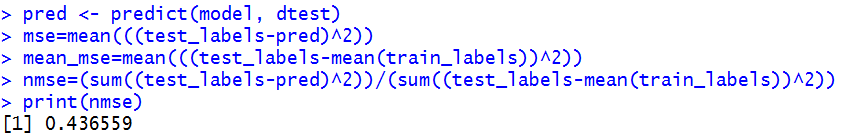 > pred <- predict(model, dtest)
> mse=mean(((test_labels-pred)^2))
> mean_mse=mean(((test_labels-mean(train_labels))^2))
> nmse=(sum((test_labels-pred)^2))/(sum((test_labels-mean(train_labels))^2))
> print(nmse)
[1] 0.436559